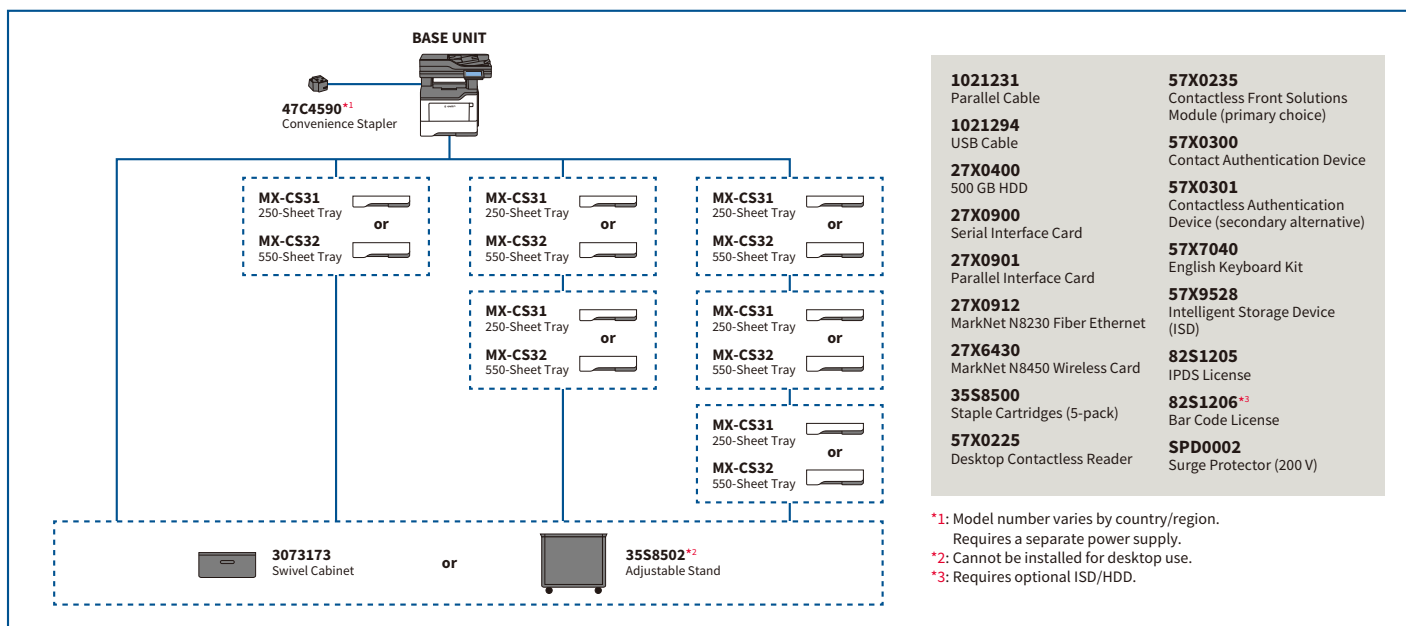 BASE UNIT
47C4590*1
Convenience Stapler
MX-CS31
250-Sheet Tray
or
MX-CS32
550-Sheet Tray
MX-CS31
250-Sheet Tray
or
MX-CS32
550-Sheet Tray
MX-CS31
250-Sheet Tray
or
MX-CS32
550-Sheet Tray
MX-CS31
250-Sheet Tray
or
MX-CS32
550-Sheet Tray
MX-CS31
250-Sheet Tray
or
MX-CS32
550-Sheet Tray
MX-CS31
250-Sheet Tray
or
MX-CS32
550-Sheet Tray
3073173
Swivel Cabinet
or
35S8502*2
Adjustable Stand
1021231
Parallel Cable
1021294
USB Cable
27X0400
500 GB HDD
27X0900
Serial Interface Card
27X0901
Parallel Interface Card
27X0912
MarkNet N8230 Fiber Ethernet
27X6430
MarkNet N8450 Wireless Card
35S8500
Staple Cartridges (5-pack)
57X0225
Desktop Contactless Reader
57X0235
Contactless Front Solutions
Module (primary choice)
57X0300
Contact Authentication Device
57X0301
Contactless Authentication
Device (secondary alternative)
57X7040
English Keyboard Kit
57X9528
Intelligent Storage Device
(ISD)
82S1205
IPDS License
82S1206*3
Bar Code License
SPD0002
Surge Protector (200 V)
*1: Model number varies by country/region.
Requires a separate power supply.
*2: Cannot be installed for desktop use.
*3: Requires optional ISD/HDD.